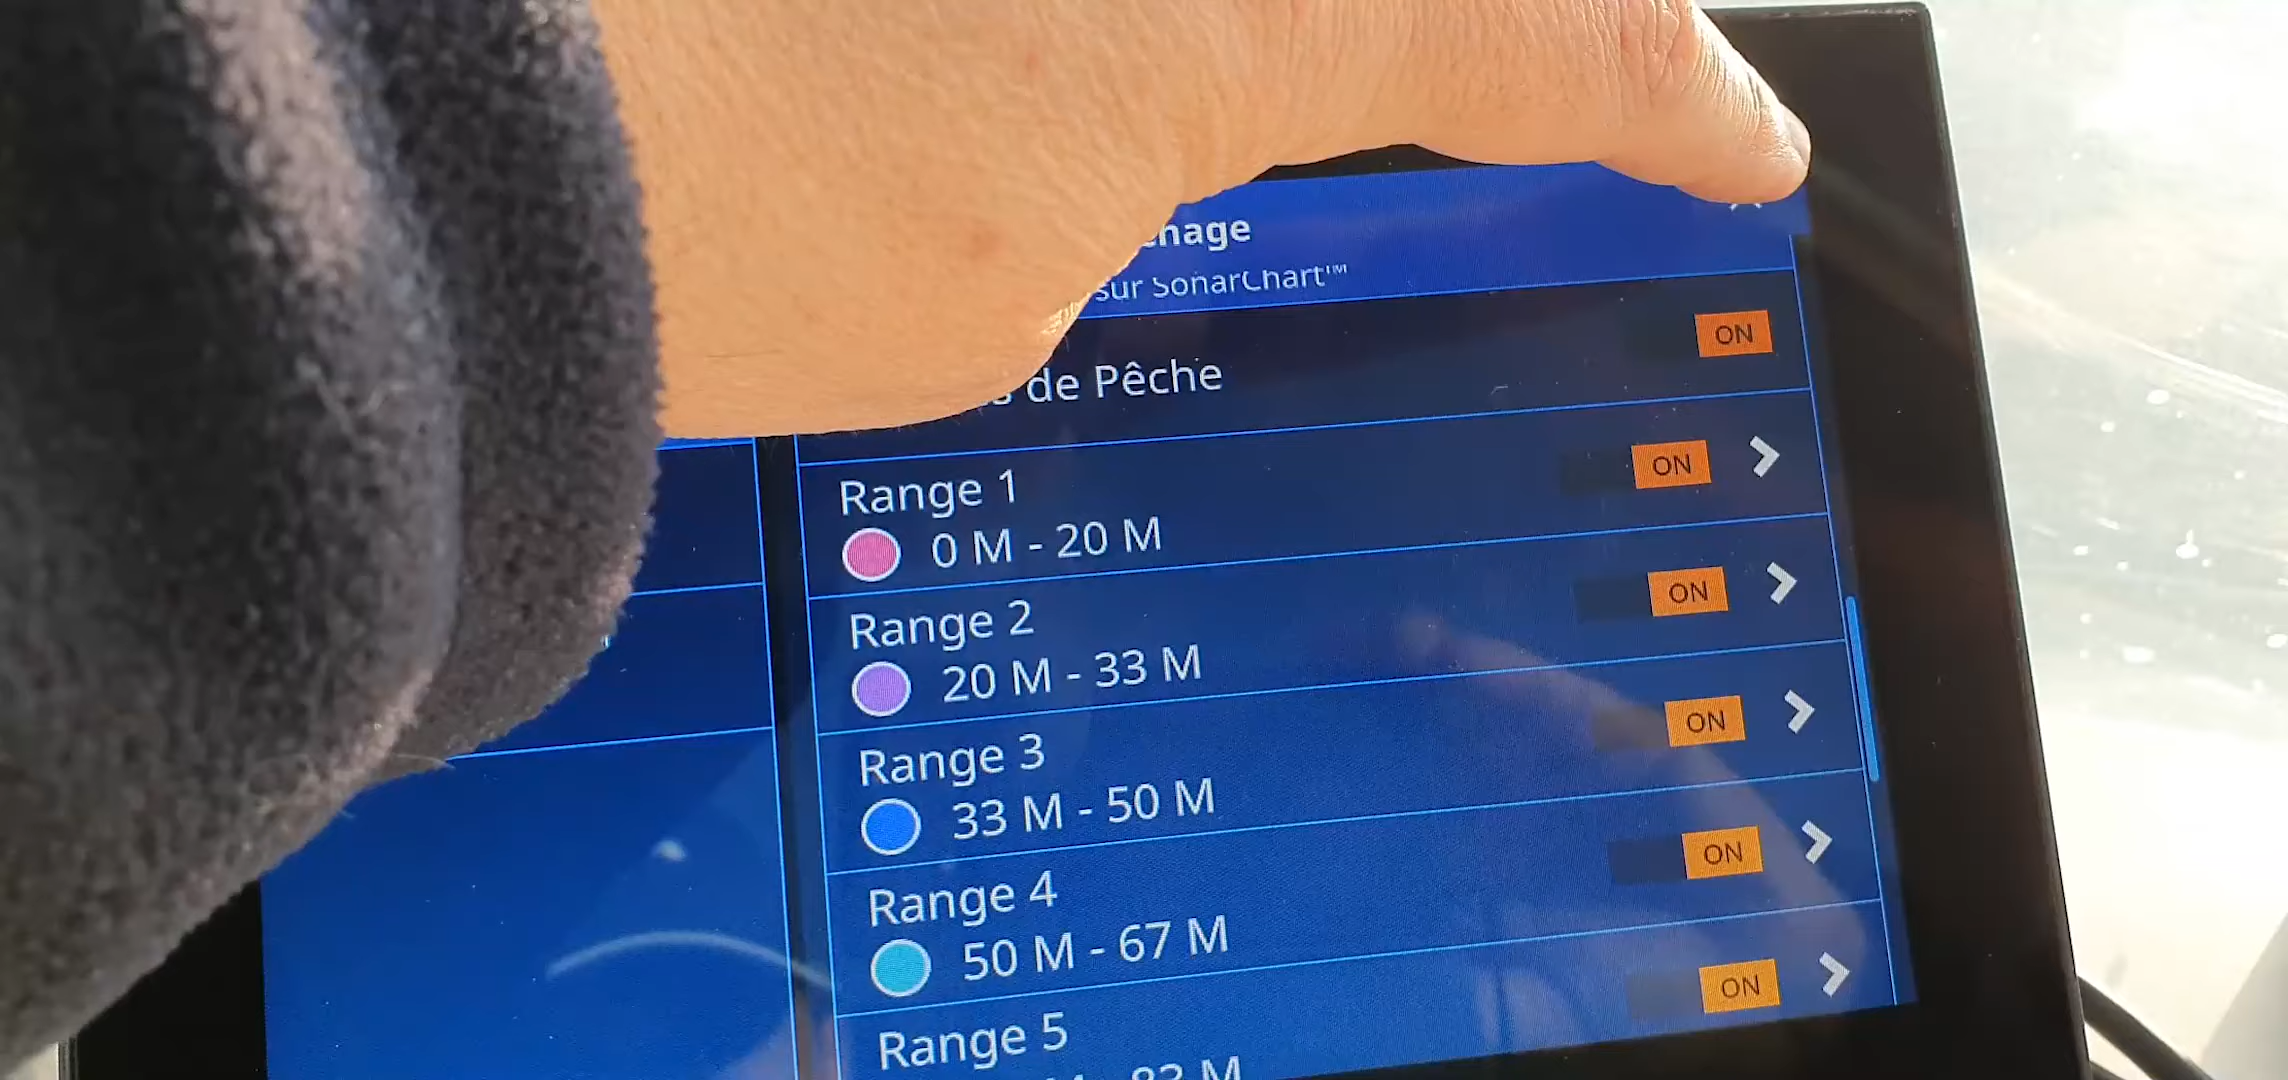 sur SonarChart™
ON
de Pêche
Range 1
ON
0 M - 20 M
Range 2
ON
20 M - 33 M
Range 3
ON
33 M - 50 M
Range 4
ON
50 M - 67 M
Range 5
ON
83 M